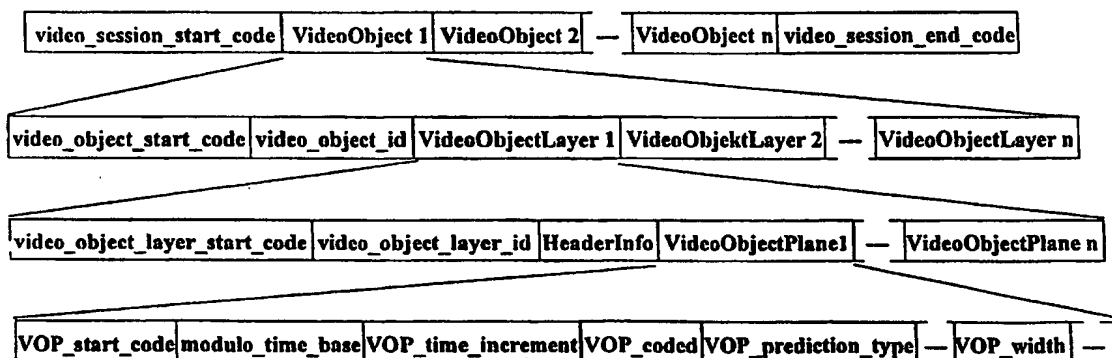 video_session_start_code VideoObject 1 VideoObject 2 — VideoObject n video_session_end_code
video_object_start_code video_object_id VideoObjectLayer 1 VideoObjektLayer 2 — VideoObjectLayer n
video_object_layer_start_code video_object_layer_id HeaderInfo VideoObjectPlane1 — VideoObjectPlane n
VOP_start_code modulo_time_base VOP_time_increment VOP_coded VOP_prediction_type — VOP_width —